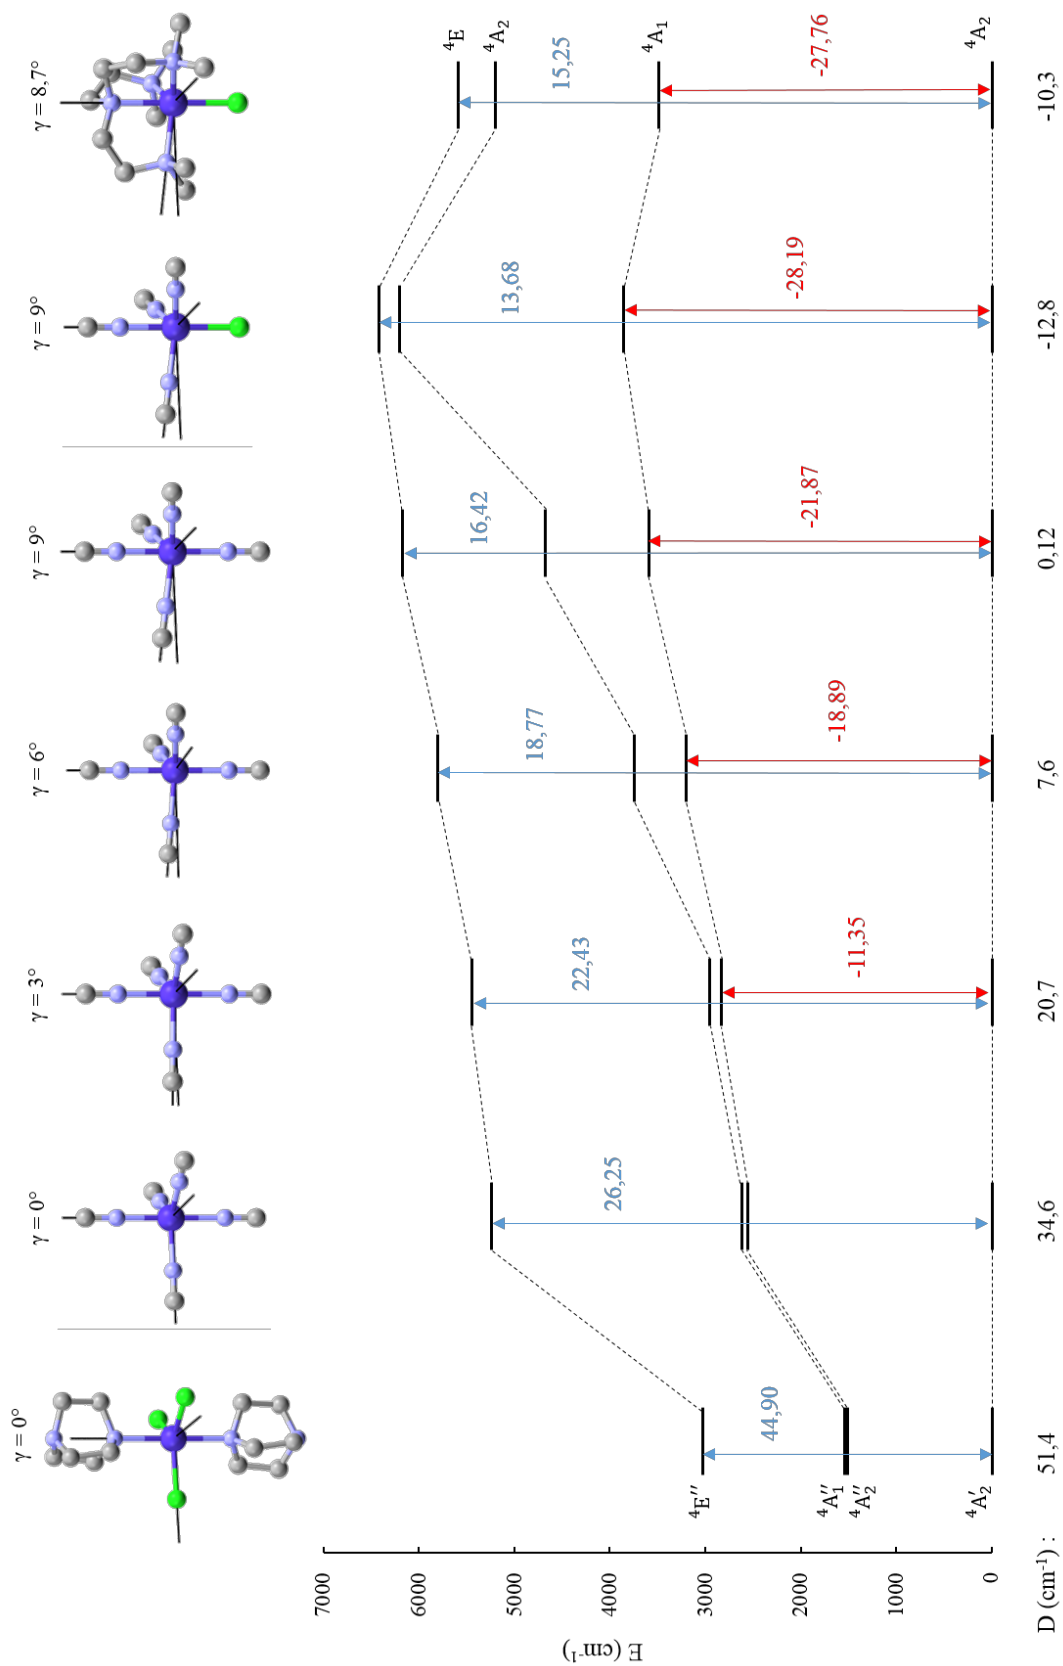 γ = 0°
γ = 0°
γ = 3°
γ = 6°
γ = 9°
γ = 9°
γ = 8,7°
E (cm⁻¹)
7000
6000
5000
4000
3000
2000
1000
0
⁴E′′
⁴A′′₁
⁴A′′₂
⁴A′₂
44,90
26,25
22,43
-11,35
18,77
-18,89
16,42
-21,87
13,68
-28,19
15,25
-27,76
⁴E
⁴A₂
⁴A₁
⁴A₂
D (cm⁻¹) : 51,4 34,6 20,7 7,6 0,12 -12,8 -10,3